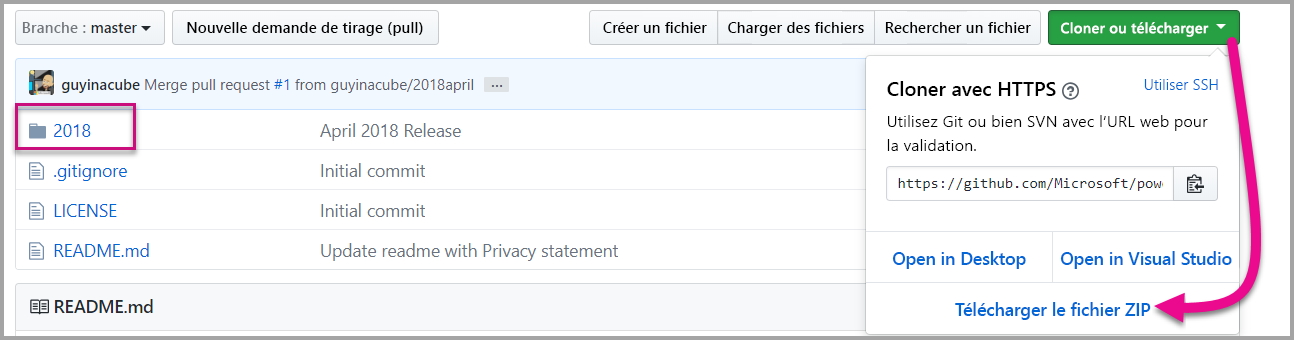 Branche : master
Nouvelle demande de tirage (pull)
Créer un fichier
Charger des fichiers
Rechercher un fichier
Cloner ou télécharger
guyinacube Merge pull request #1 from guyinacube/2018april ...
2018 April 2018 Release
.gitignore Initial commit
LICENSE Initial commit
README.md Update readme with Privacy statement
README.md
Cloner avec HTTPS ? Utiliser SSH
Utilisez Git ou bien SVN avec l'URL web pour
la validation.
https://github.com/Microsoft/pow
Open in Desktop Open in Visual Studio
Télécharger le fichier ZIP